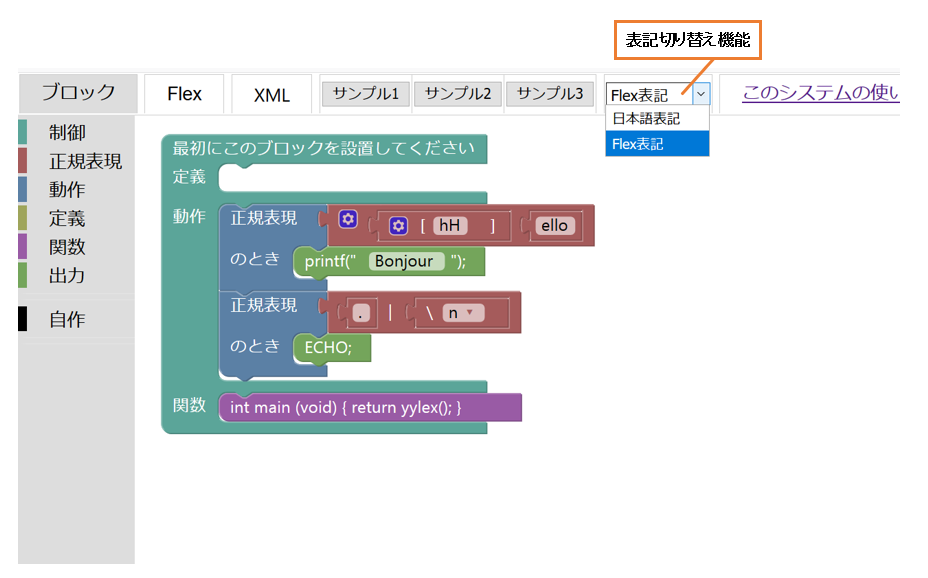 表記切り替え機能
ブロック Flex XML サンプル1 サンプル2 サンプル3 Flex表記 このシステムの使い
日本語表記
Flex表記
制御
正規表現
動作
定義
関数
出力
自作
最初にこのブロックを設置してください
定義
動作 正規表現 [ hH ] ello
のとき printf(" Bonjour ");
正規表現 . | \ n
のとき ECHO;
関数 int main (void) { return yylex(); }